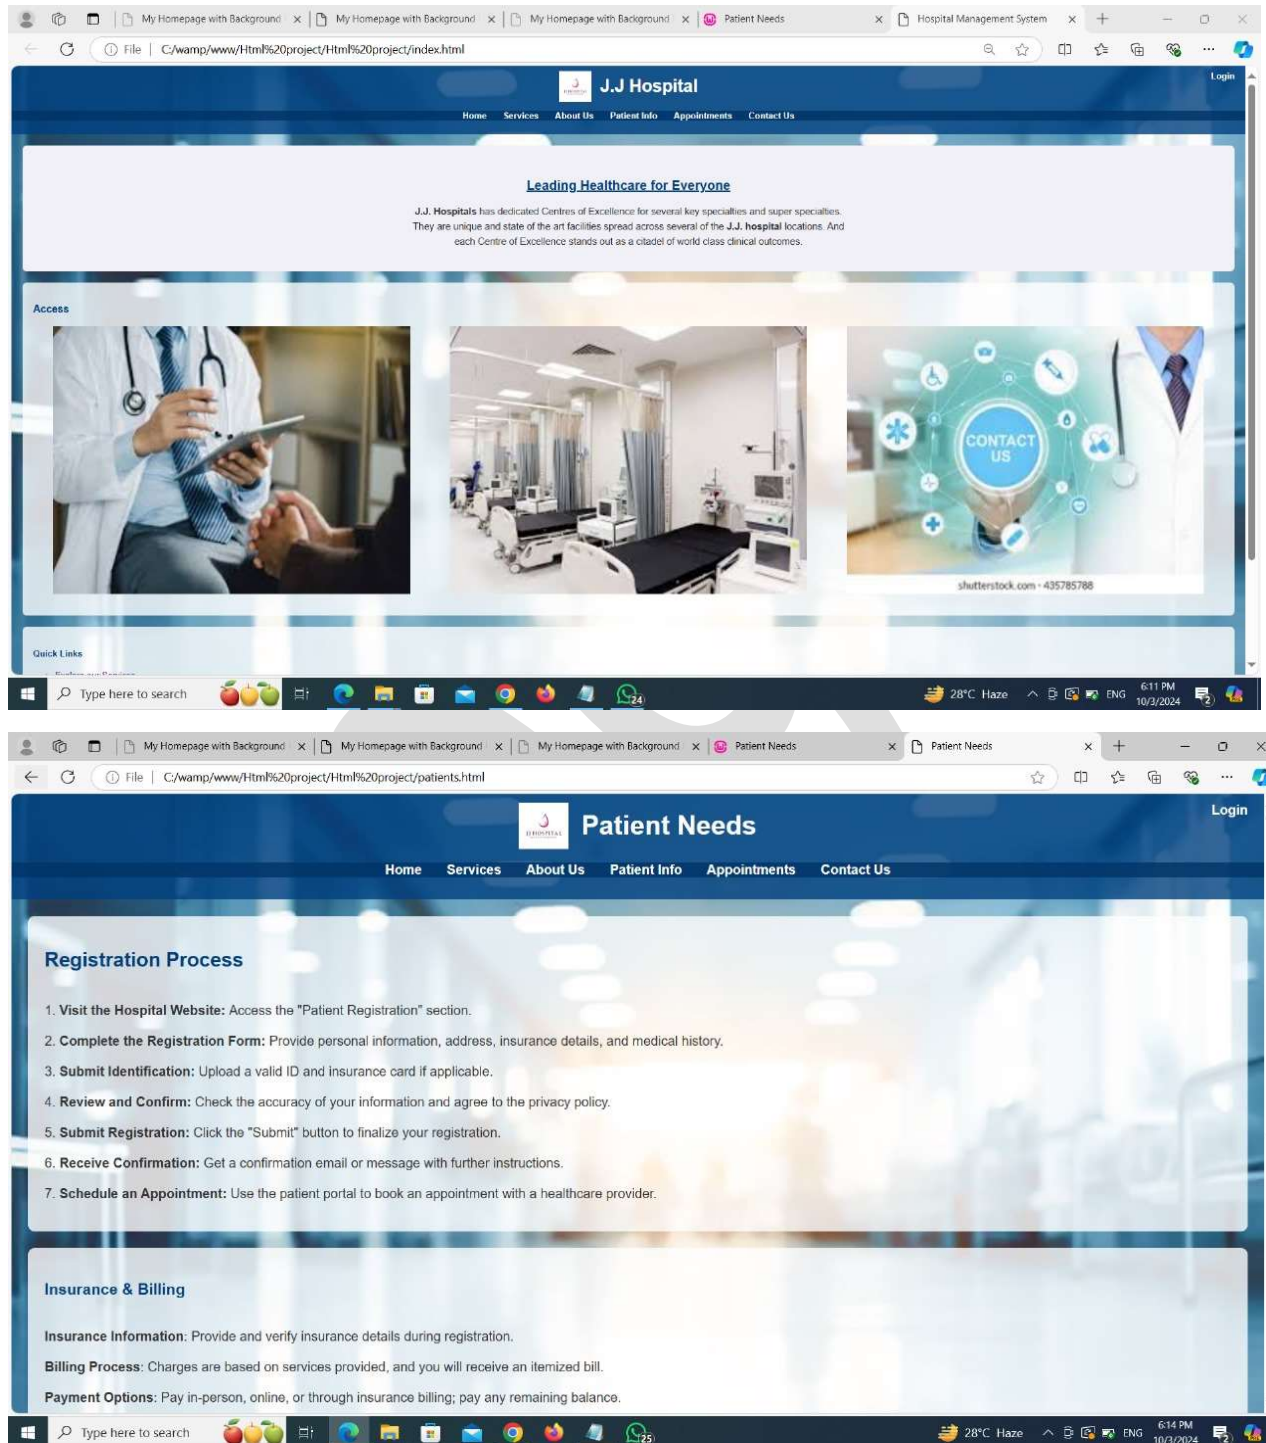 My Homepage with Background
My Homepage with Background
My Homepage with Background
Patient Needs
Hospital Management System
File | C:/wamp/www/Html%20project/Html%20project/index.html
J.J Hospital
Login
Home Services About Us Patient Info Appointments Contact Us
Leading Healthcare for Everyone
J.J. Hospitals has dedicated Centres of Excellence for several key specialties and super specialties.
They are unique and state of the art facilities spread across several of the J.J. hospital locations. And
each Centre of Excellence stands out as a citadel of world class clinical outcomes.
Access
CONTACT
US
shutterstock.com · 435785788
Quick Links
Type here to search
24
28°C Haze
ENG
6:11 PM
10/3/2024
2
My Homepage with Background
My Homepage with Background
My Homepage with Background
Patient Needs
Patient Needs
File | C:/wamp/www/Html%20project/Html%20project/patients.html
JJ HOSPITAL
Patient Needs
Login
Home Services About Us Patient Info Appointments Contact Us
Registration Process
1. Visit the Hospital Website: Access the "Patient Registration" section.
2. Complete the Registration Form: Provide personal information, address, insurance details, and medical history.
3. Submit Identification: Upload a valid ID and insurance card if applicable.
4. Review and Confirm: Check the accuracy of your information and agree to the privacy policy.
5. Submit Registration: Click the "Submit" button to finalize your registration.
6. Receive Confirmation: Get a confirmation email or message with further instructions.
7. Schedule an Appointment: Use the patient portal to book an appointment with a healthcare provider.
Insurance & Billing
Insurance Information: Provide and verify insurance details during registration.
Billing Process: Charges are based on services provided, and you will receive an itemized bill.
Payment Options: Pay in-person, online, or through insurance billing; pay any remaining balance.
Type here to search
25
28°C Haze
ENG
6:14 PM
10/3/2024
2